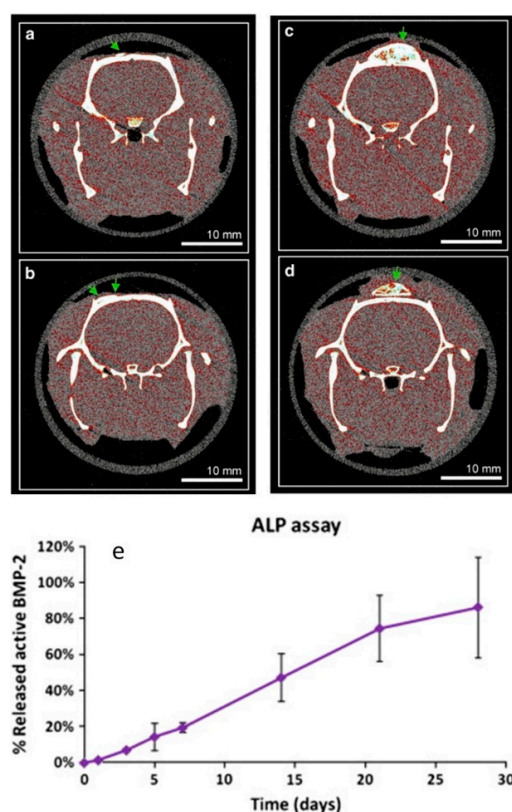 a
c
10 mm
10 mm
b
d
10 mm
10 mm
ALP assay
e
% Released active BMP-2
120%
100%
80%
60%
40%
20%
0%
0 5 10 15 20 25 30
Time (days)